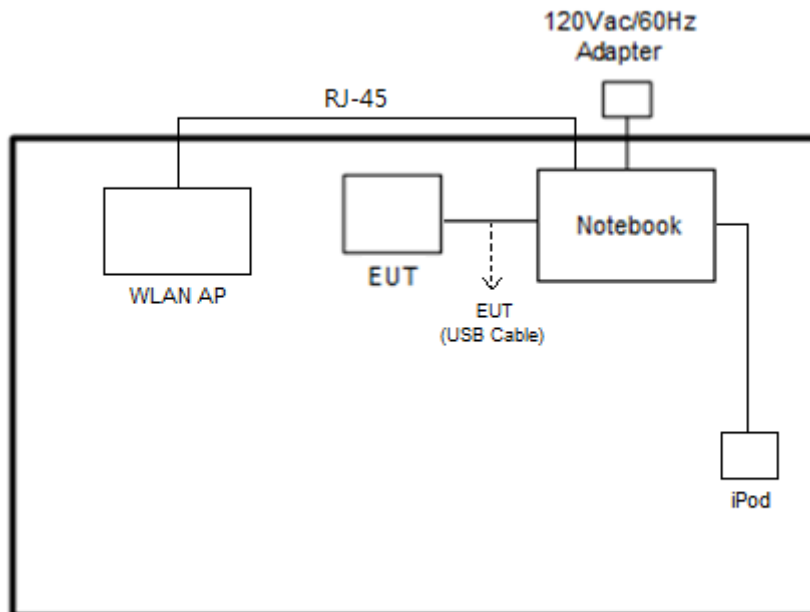 120Vac/60Hz
Adapter
RJ-45
Notebook
EUT
WLAN AP
EUT
(USB Cable)
iPod